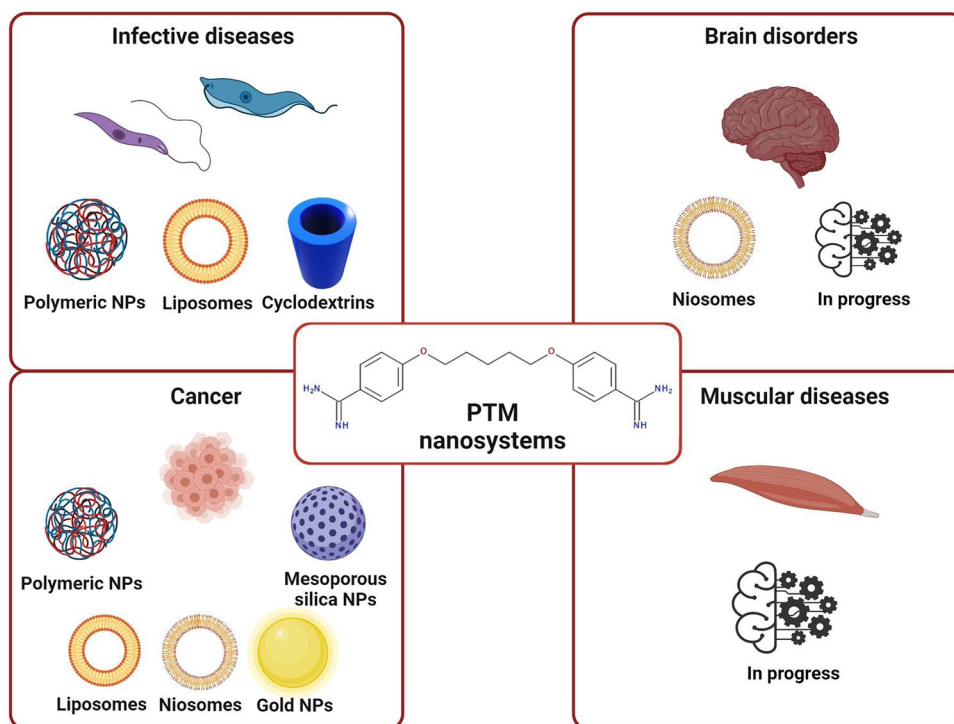 Infective diseases
Polymeric NPs
Liposomes
Cyclodextrins
Brain disorders
Niosomes
In progress
H₂N
NH
O
O
NH₂
NH
PTM
nanosystems
Cancer
Polymeric NPs
Mesoporous
silica NPs
Liposomes
Niosomes
Gold NPs
Muscular diseases
In progress